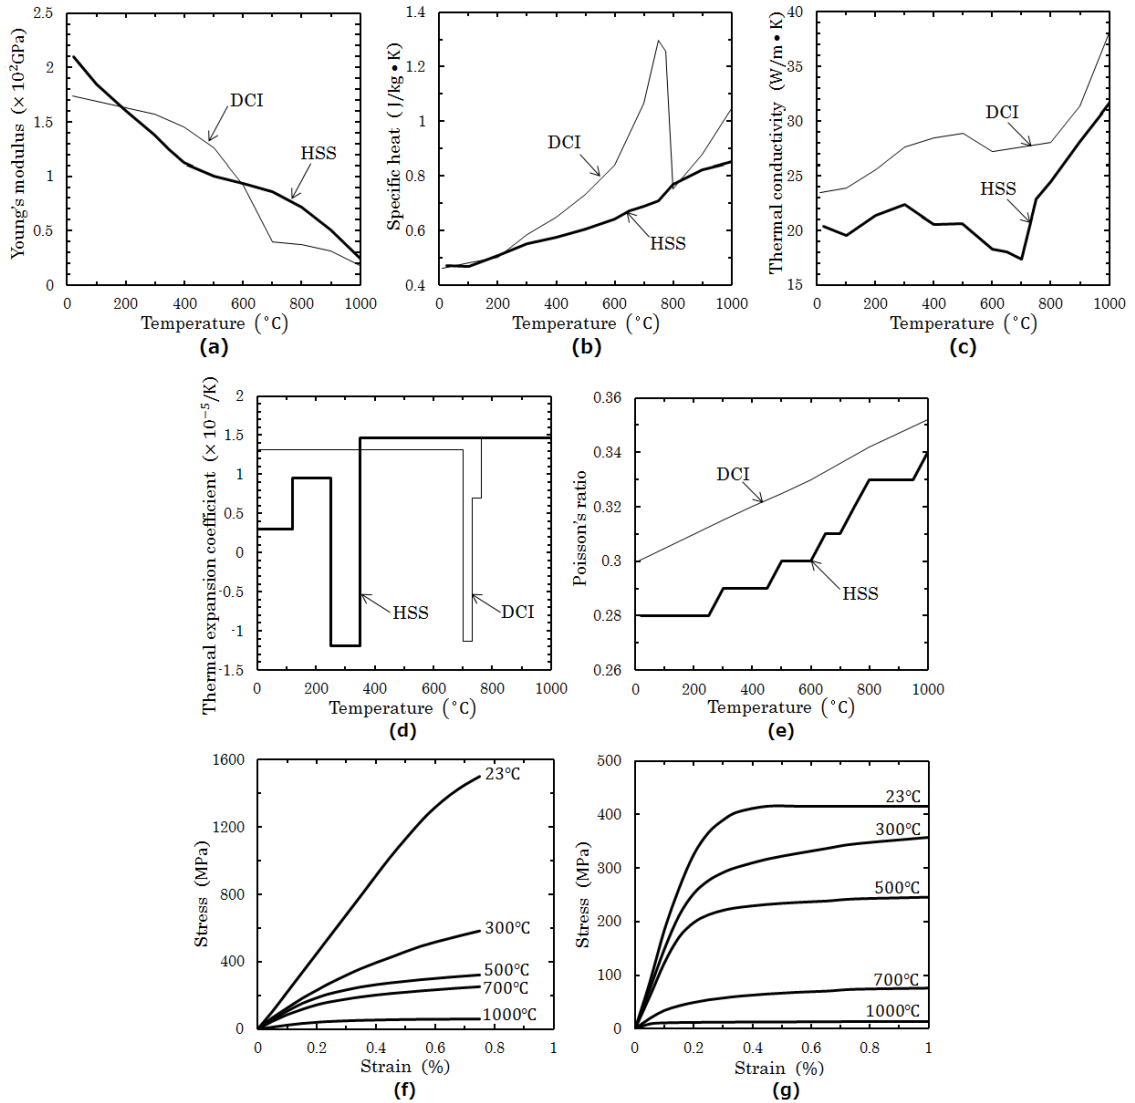 Young's modulus (× 10²GPa)
2.5
2
1.5
1
0.5
0
DCI
HSS
0 200 400 600 800 1000
Temperature (°C)
(a)
Specific heat ( J/kg • K)
1.4
1.2
1
0.8
0.6
0.4
DCI
HSS
0 200 400 600 800 1000
Temperature (°C)
(b)
Thermal conductivity (W/m • K)
40
35
30
25
20
15
DCI
HSS
0 200 400 600 800 1000
Temperature (°C)
(c)
Thermal expansion coefficient (× 10⁻⁵/K)
2
1.5
1
0.5
0
-0.5
-1
-1.5
HSS
DCI
0 200 400 600 800 1000
Temperature (°C)
(d)
Poisson's ratio
0.36
0.34
0.32
0.3
0.28
0.26
DCI
HSS
0 200 400 600 800 1000
Temperature (°C)
(e)
Stress (MPa)
1600
1200
800
400
0
23℃
300℃
500℃
700℃
1000℃
0 0.2 0.4 0.6 0.8 1
Strain (%)
(f)
Stress (MPa)
500
400
300
200
100
0
23℃
300℃
500℃
700℃
1000℃
0 0.2 0.4 0.6 0.8 1
Strain (%)
(g)